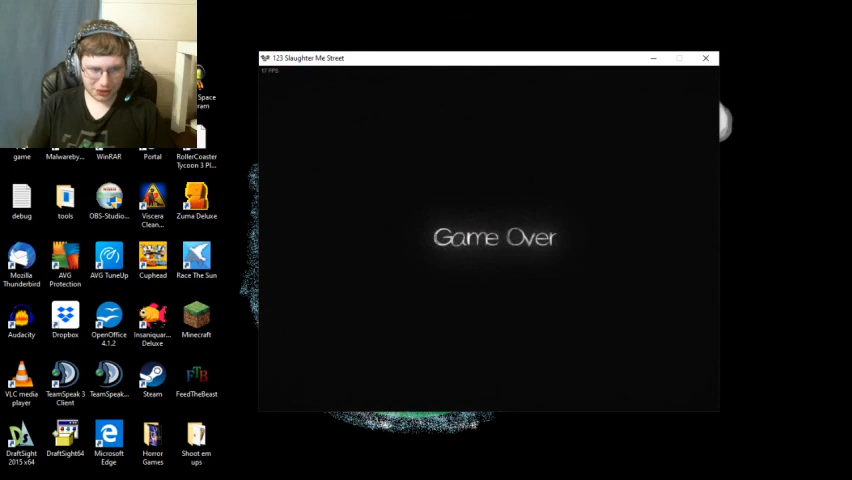 123 Slaughter Me Street
17 FPS
Space
ram
game
Malwareby...
WinRAR
Portal
RollerCoaster
Tycoon 3 Pl...
debug
tools
OBS-Studio...
Viscera
Clean...
Zuma Deluxe
Game Over
Mozilla
Thunderbird
AVG
Protection
AVG TuneUp
Cuphead
Race The Sun
Audacity
Dropbox
OpenOffice
4.1.2
Insaniquar...
Deluxe
Minecraft
VLC media
player
TeamSpeak 3
Client
TeamSpeak...
Steam
FTB
FeedTheBeast
DraftSight
2015 x64
DraftSight64
Microsoft
Edge
Horror
Games
Shoot em
ups